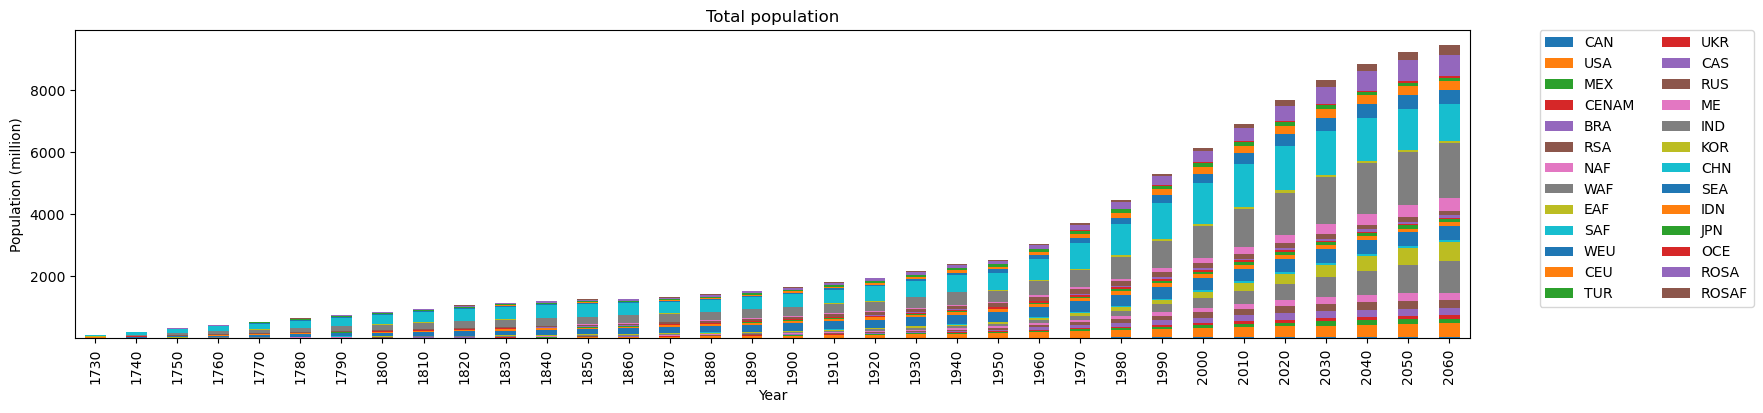 Total population
Population (million)
8000
6000
4000
2000
1730 1740 1750 1760 1770 1780 1790 1800 1810 1820 1830 1840 1850 1860 1870 1880 1890 1900 1910 1920 1930 1940 1950 1960 1970 1980 1990 2000 2010 2020 2030 2040 2050 2060
Year
CAN
USA
MEX
CENAM
BRA
RSA
NAF
WAF
EAF
SAF
WEU
CEU
TUR
UKR
CAS
RUS
ME
IND
KOR
CHN
SEA
IDN
JPN
OCE
ROSA
ROSAF